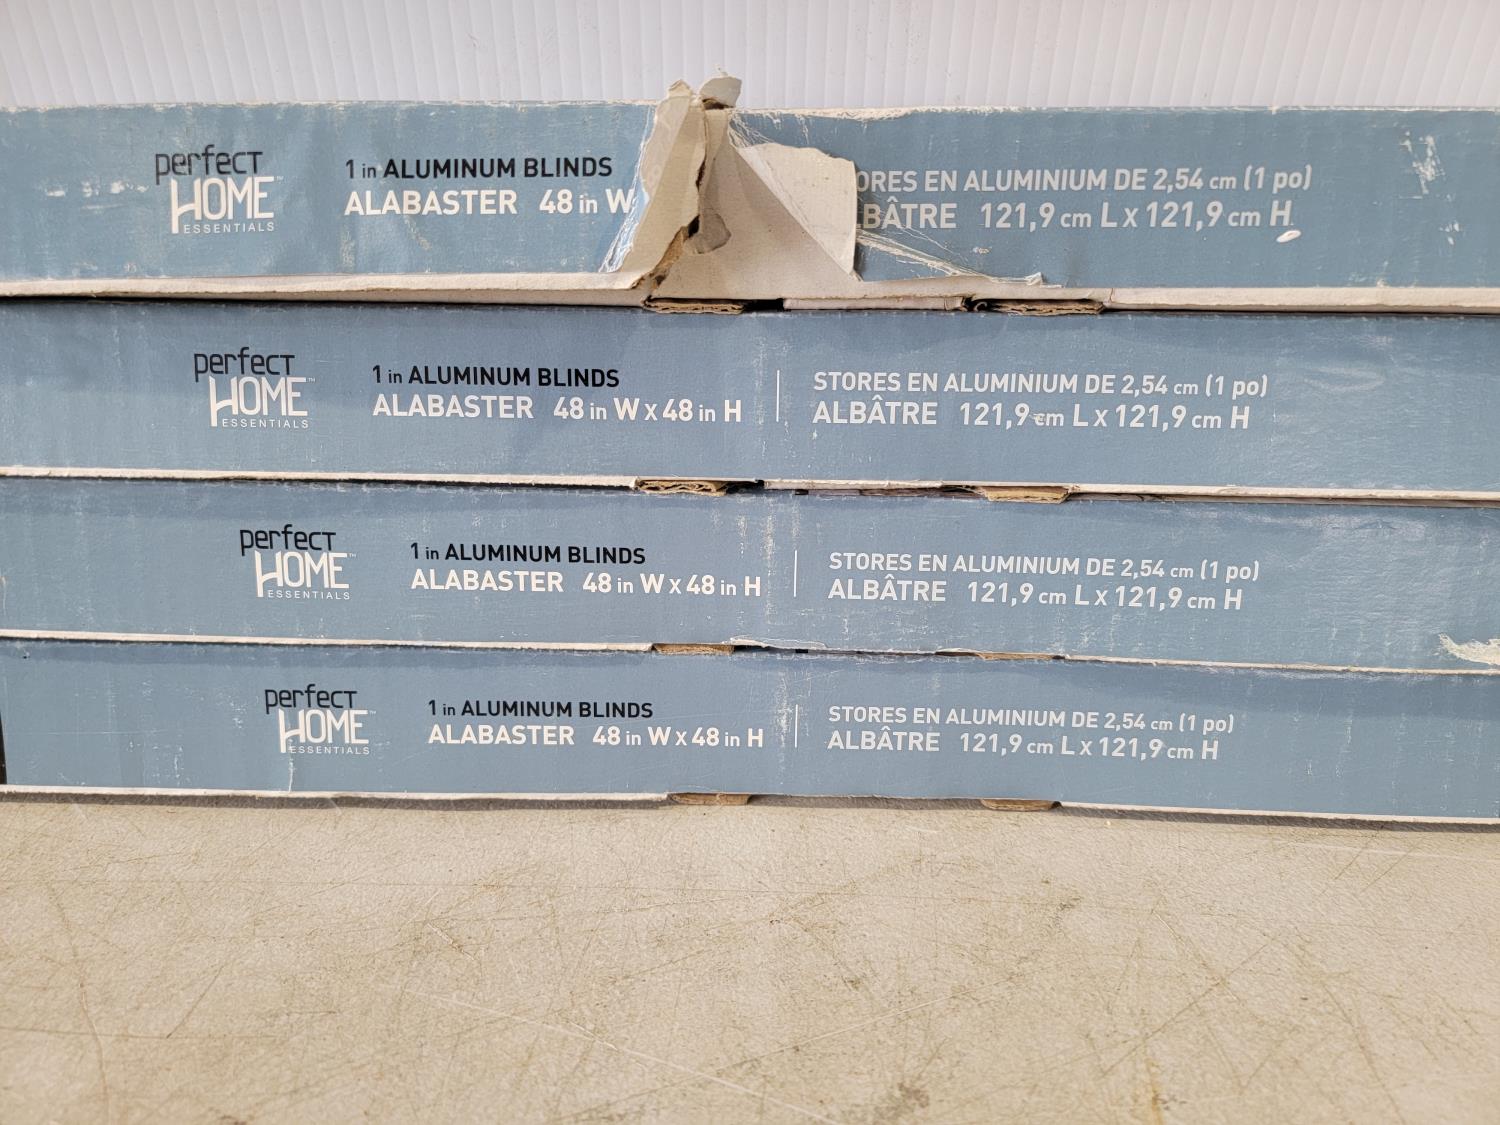 perfect
HOME™
ESSENTIALS
1 in ALUMINUM BLINDS
ALABASTER 48 in W
ORES EN ALUMINIUM DE 2,54 cm (1 po)
LBÂTRE 121,9 cm L X 121,9 cm H
perfect
HOME™
ESSENTIALS
1 in ALUMINUM BLINDS
ALABASTER 48 in W X 48 in H
STORES EN ALUMINIUM DE 2,54 cm (1 po)
ALBÂTRE 121,9 cm L X 121,9 cm H
perfect
HOME™
ESSENTIALS
1 in ALUMINUM BLINDS
ALABASTER 48 in W X 48 in H
STORES EN ALUMINIUM DE 2,54 cm (1 po)
ALBÂTRE 121,9 cm L X 121,9 cm H
perfect
HOME™
ESSENTIALS
1 in ALUMINUM BLINDS
ALABASTER 48 in W X 48 in H
STORES EN ALUMINIUM DE 2,54 cm (1 po)
ALBÂTRE 121,9 cm L X 121,9 cm H